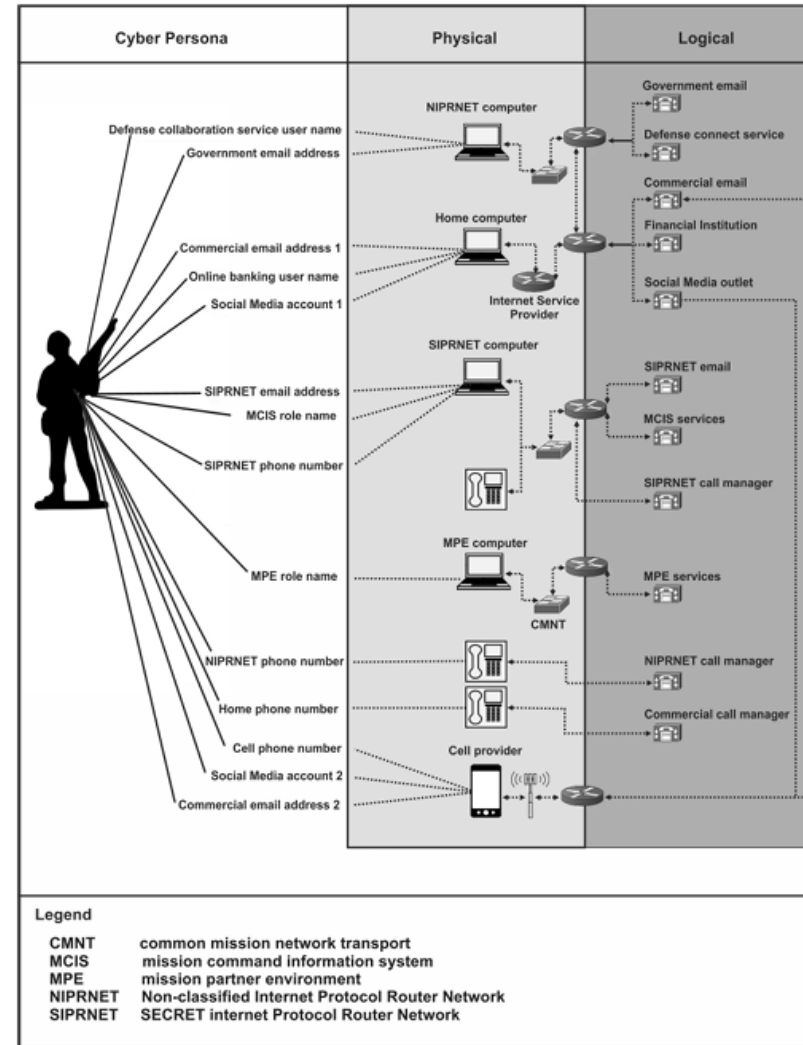 Cyber Persona
Physical
Logical
Defense collaboration service user name
Government email address
Commercial email address 1
Online banking user name
Social Media account 1
SIPRNET email address
MCIS role name
SIPRNET phone number
MPE role name
NIPRNET phone number
Home phone number
Cell phone number
Social Media account 2
Commercial email address 2
NIPRNET computer
Home computer
Internet Service
Provider
SIPRNET computer
MPE computer
CMNT
Cell provider
Government email
Defense connect service
Commercial email
Financial Institution
Social Media outlet
SIPRNET email
MCIS services
SIPRNET call manager
MPE services
NIPRNET call manager
Commercial call manager
Legend
CMNT common mission network transport
MCIS mission command information system
MPE mission partner environment
NIPRNET Non-classified Internet Protocol Router Network
SIPRNET SECRET internet Protocol Router Network